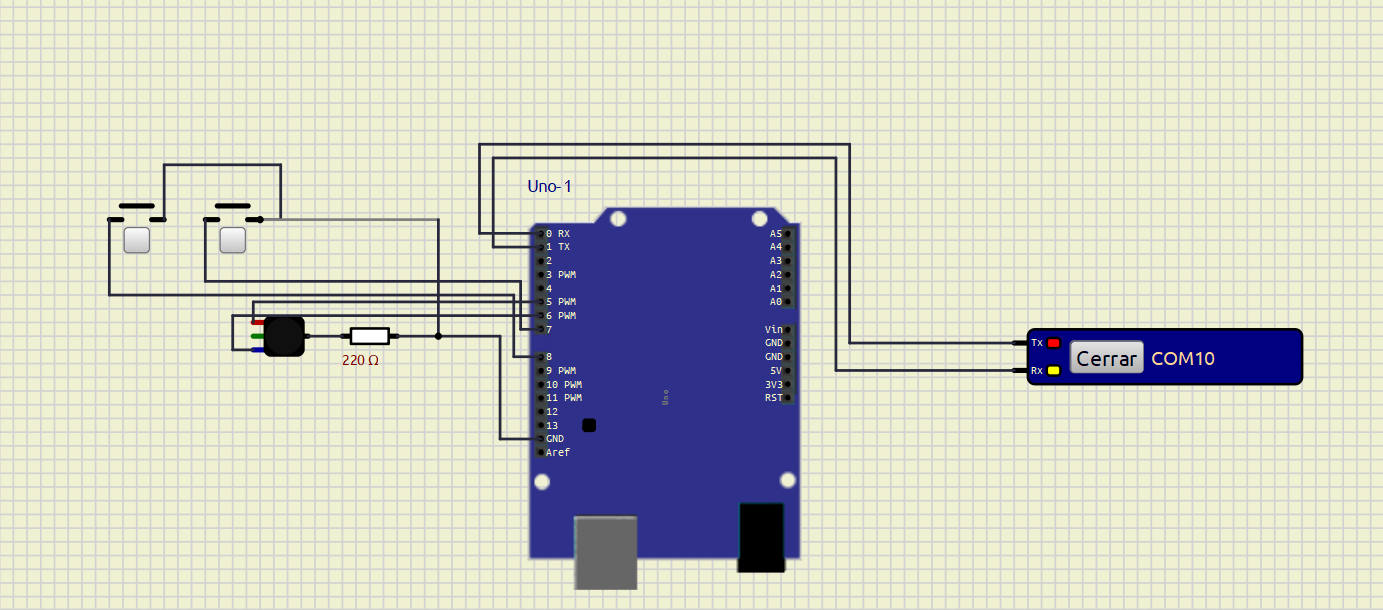 Uno-1
0 RX
1 TX
2
3 PWM
4
5 PWM
6 PWM
7
8
9 PWM
10 PWM
11 PWM
12
13
GND
Aref
A5
A4
A3
A2
A1
A0
Vin
GND
GND
5V
3V3
RST
Uno
220 Ω
Tx
Rx
Cerrar
COM10